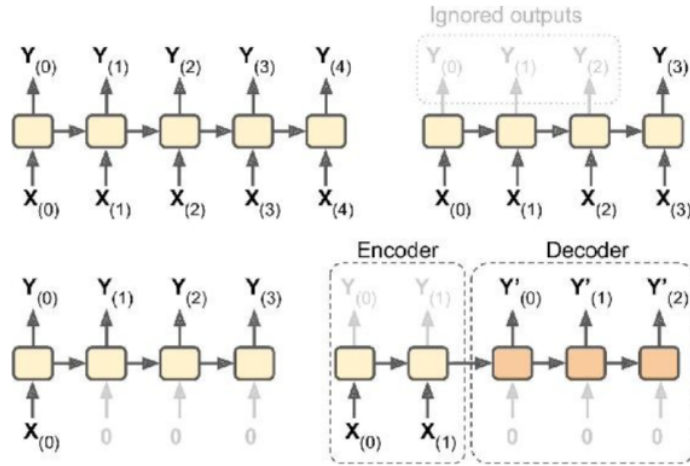 Ignored outputs
Y(0) Y(1) Y(2) Y(3) Y(4)
X(0) X(1) X(2) X(3) X(4)
Y(0) Y(1) Y(2) Y(3)
X(0) X(1) X(2) X(3)
Y(0) Y(1) Y(2) Y(3)
X(0) 0 0 0
Encoder Decoder
Y(0) Y(1) Y'(0) Y'(1) Y'(2)
X(0) X(1) 0 0 0